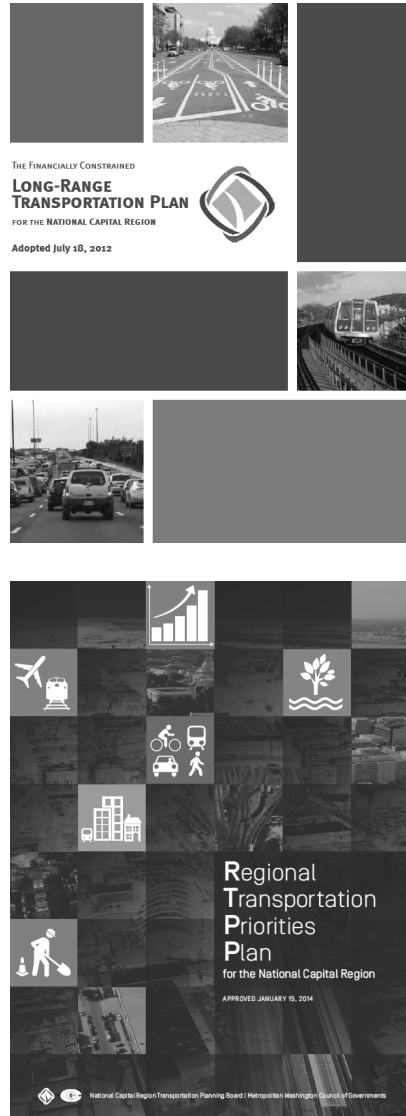 The Financially Constrained
Long-Range
Transportation Plan
for the National Capital Region
Adopted July 18, 2012
Regional
Transportation
Priorities
Plan
for the National Capital Region
APPROVED JANUARY 15, 2014
National Capital Region Transportation Planning Board | Metropolitan Washington Council of Governments